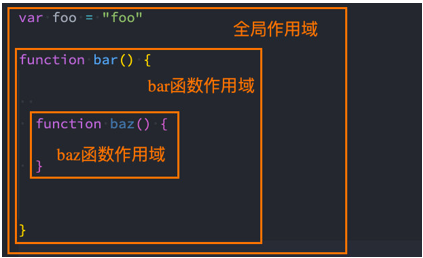 var foo = "foo"
全局作用域
function bar() {
bar函数作用域
function baz() {
baz函数作用域
}
}